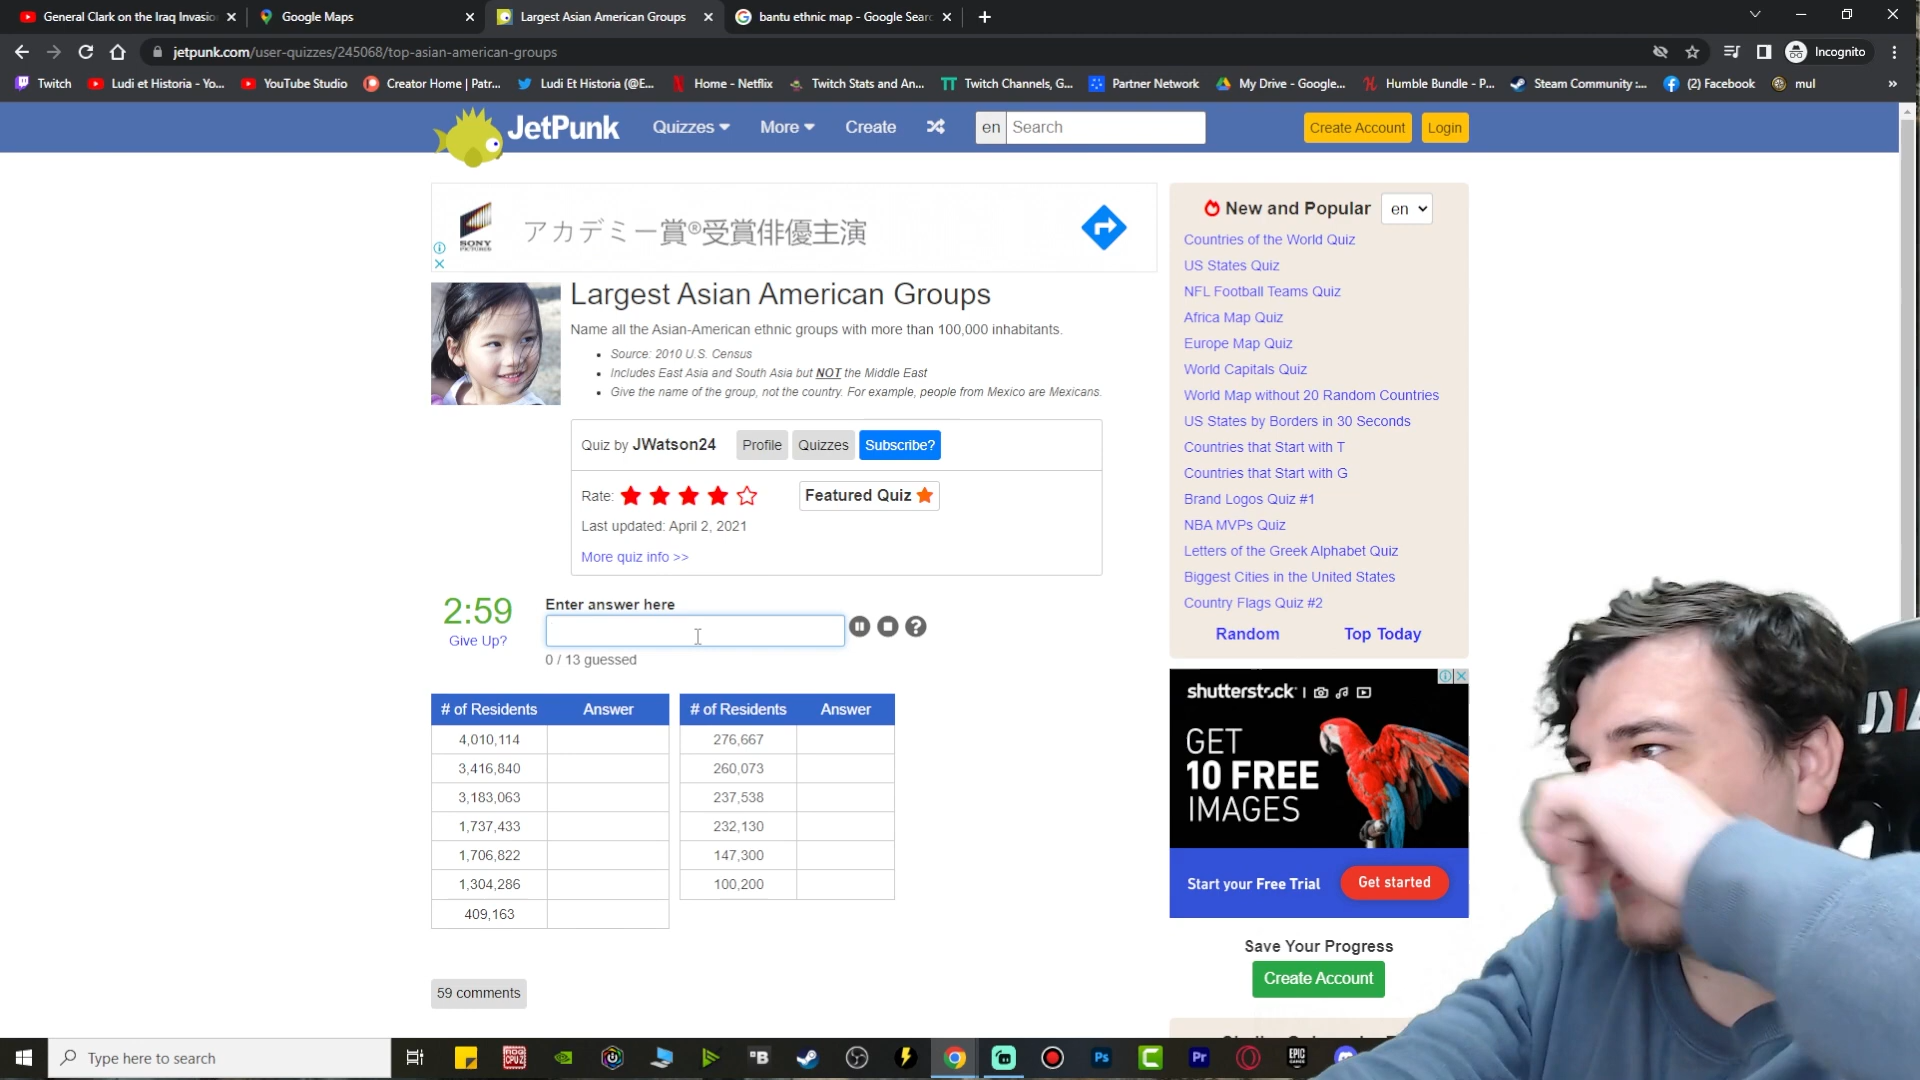 General Clark on the Iraq Invasio
Google Maps
Largest Asian American Groups
bantu ethnic map - Google Searc
jetpunk.com/user-quizzes/245068/top-asian-american-groups
Incognito
Twitch
Ludi et Historia - Yo...
YouTube Studio
Creator Home | Patr...
Ludi Et Historia (@E...
Home - Netflix
Twitch Stats and An...
Twitch Channels, G...
Partner Network
My Drive - Google...
Humble Bundle - P...
Steam Community :...
(2) Facebook
mul
JetPunk
Quizzes
More
Create
en
Search
Create Account
Login
SONY
PICTURES
アカデミー賞®受賞俳優主演
Largest Asian American Groups
Name all the Asian-American ethnic groups with more than 100,000 inhabitants.
Source: 2010 U.S. Census
Includes East Asia and South Asia but NOT the Middle East
Give the name of the group, not the country. For example, people from Mexico are Mexicans.
Quiz by JWatson24
Profile
Quizzes
Subscribe?
Rate:
Featured Quiz
Last updated: April 2, 2021
More quiz info >>
2:59
Give Up?
Enter answer here
0 / 13 guessed
# of Residents Answer
4,010,114
3,416,840
3,183,063
1,737,433
1,706,822
1,304,286
409,163
# of Residents Answer
276,667
260,073
237,538
232,130
147,300
100,200
59 comments
New and Popular
en
Countries of the World Quiz
US States Quiz
NFL Football Teams Quiz
Africa Map Quiz
Europe Map Quiz
World Capitals Quiz
World Map without 20 Random Countries
US States by Borders in 30 Seconds
Countries that Start with T
Countries that Start with G
Brand Logos Quiz #1
NBA MVPs Quiz
Letters of the Greek Alphabet Quiz
Biggest Cities in the United States
Country Flags Quiz #2
Random
Top Today
shutterstock
GET
10 FREE
IMAGES
Start your Free Trial
Get started
Save Your Progress
Create Account
Type here to search
Ps
Pr
EPIC